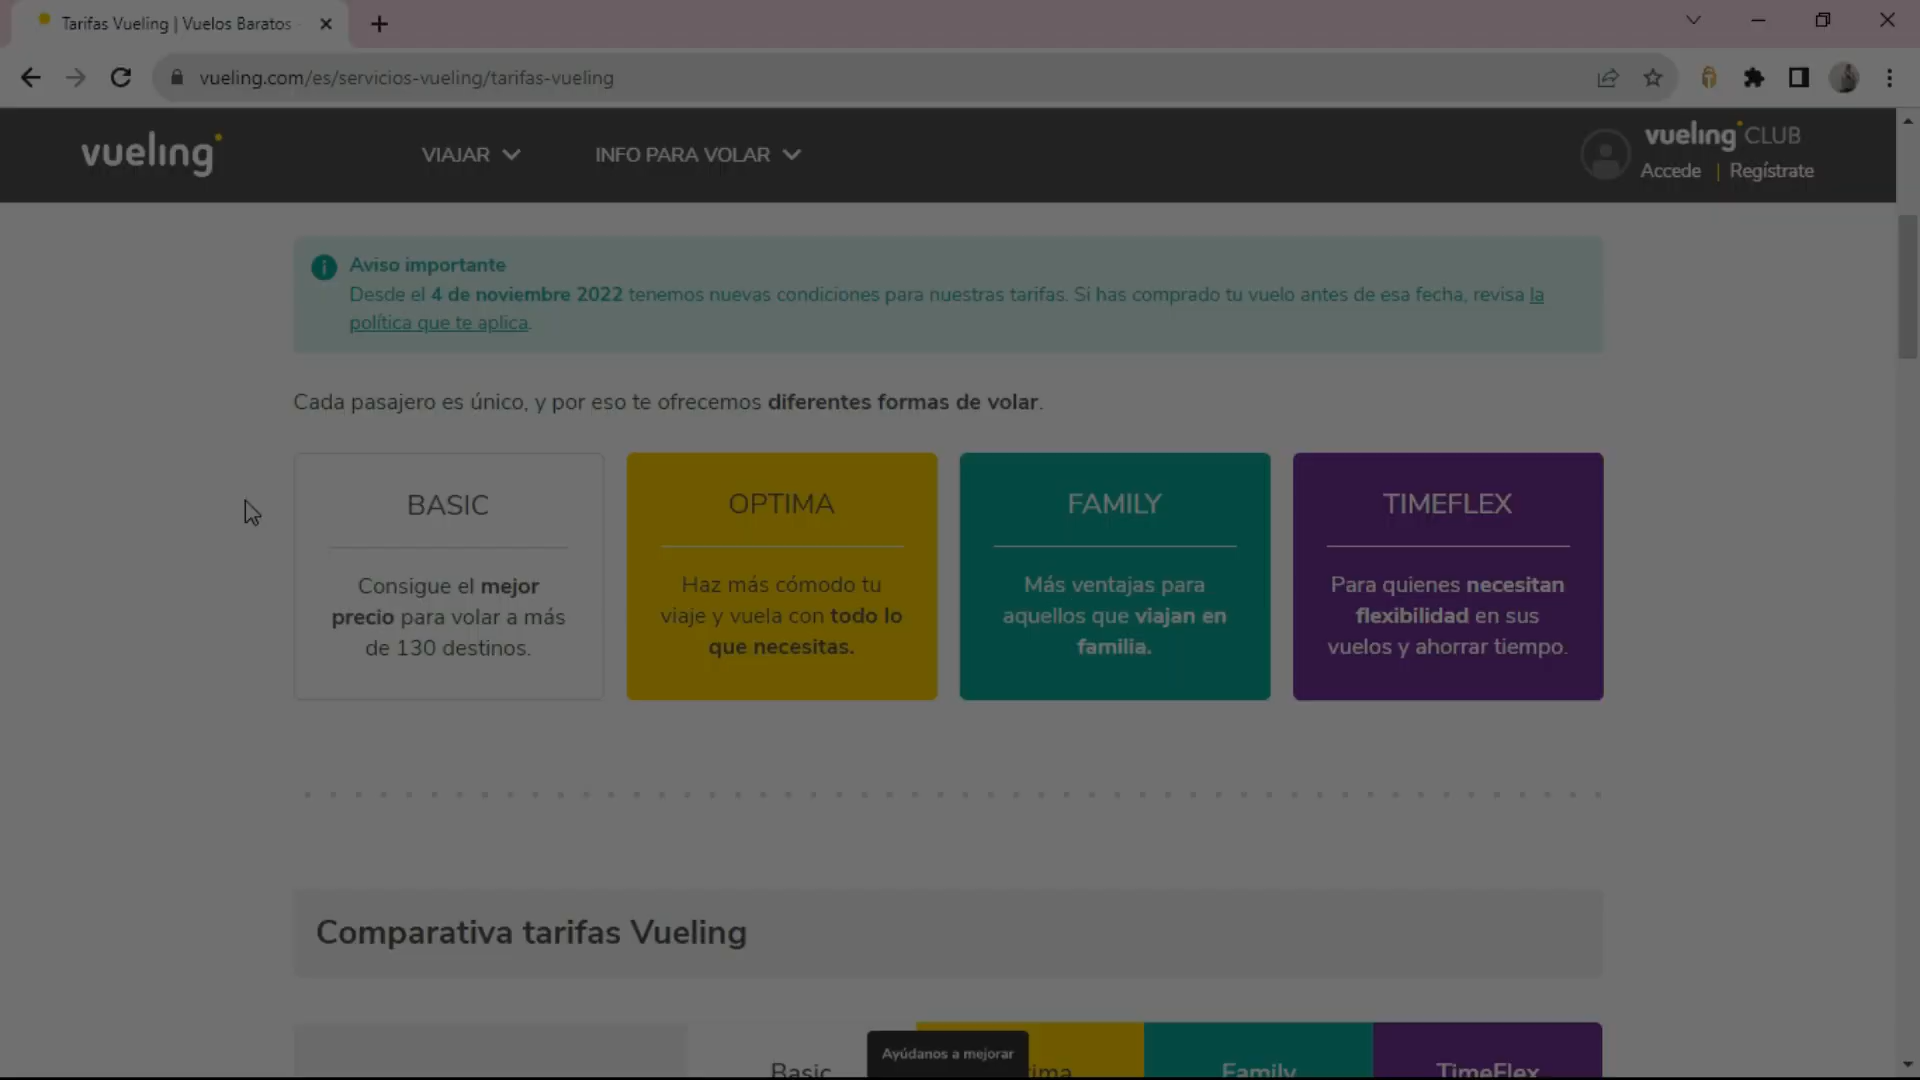 Tarifas Vueling | Vuelos Baratos
vueling.com/es/servicios-vueling/tarifas-vueling
vueling
VIAJAR
INFO PARA VOLAR
vueling CLUB
Accede | Regístrate
Aviso importante
Desde el 4 de noviembre 2022 tenemos nuevas condiciones para nuestras tarifas. Si has comprado tu vuelo antes de esa fecha, revisa la
política que te aplica.
Cada pasajero es único, y por eso te ofrecemos diferentes formas de volar.
BASIC
Consigue el mejor
precio para volar a más
de 130 destinos.
OPTIMA
Haz más cómodo tu
viaje y vuela con todo lo
que necesitas.
FAMILY
Más ventajas para
aquellos que viajan en
familia.
TIMEFLEX
Para quienes necesitan
flexibilidad en sus
vuelos y ahorrar tiempo.
Comparativa tarifas Vueling
Basic
tima
Family
TimeFlex
Ayúdanos a mejorar